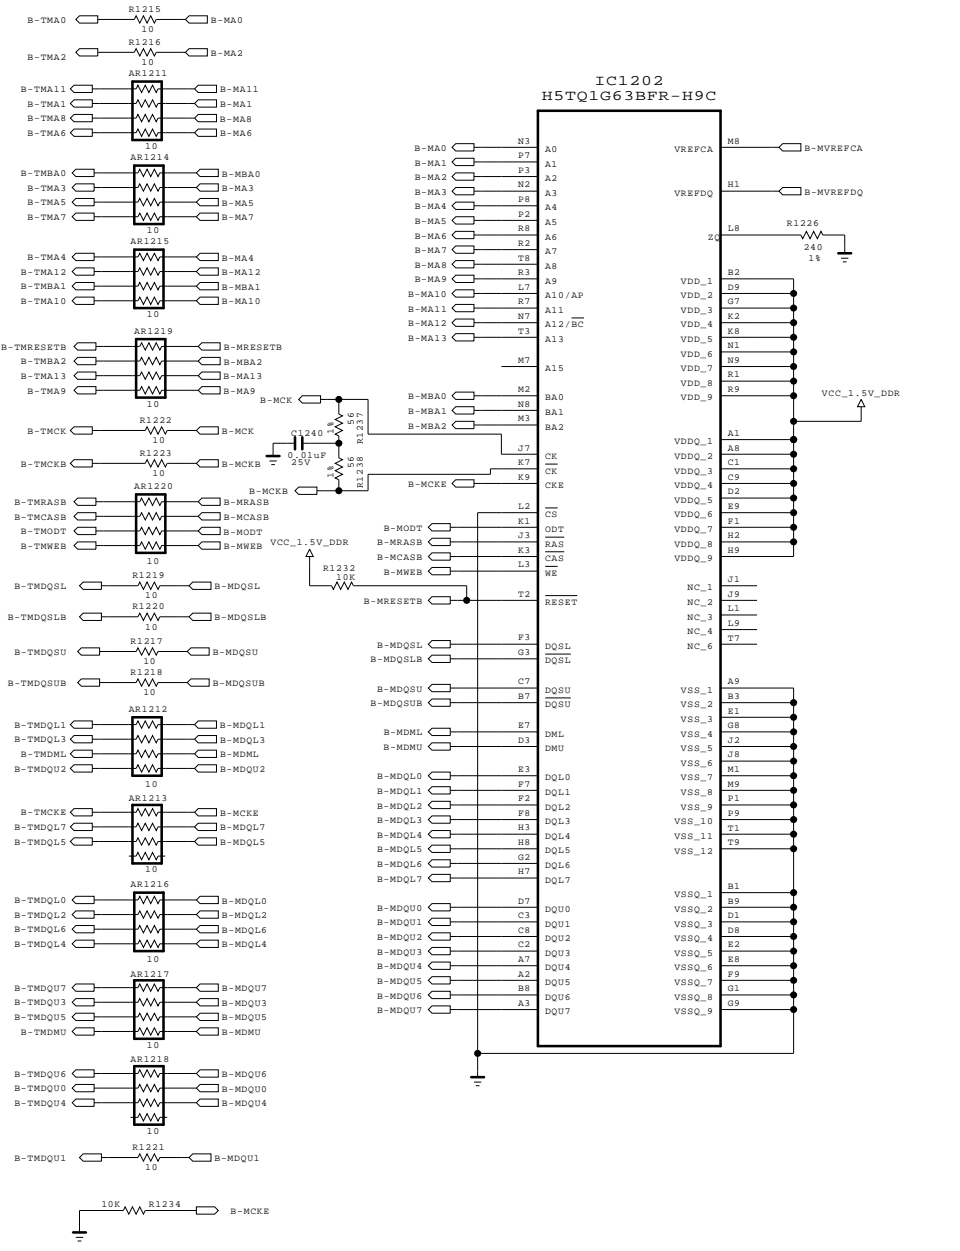 R1215
B-TMA0 B-MA0
10
R1216
B-TMA2 B-MA2
10
AR1211
B-TMA11 B-MA11
B-TMA1 B-MA1
B-TMA8 B-MA8
B-TMA6 B-MA6
10
AR1214
B-TMBA0 B-MBA0
B-TMA3 B-MA3
B-TMA5 B-MA5
B-TMA7 B-MA7
10
AR1215
B-TMA4 B-MA4
B-TMA12 B-MA12
B-TMBA1 B-MBA1
B-TMA10 B-MA10
10
AR1219
B-TMRESETB B-MRESETB
B-TMBA2 B-MBA2
B-TMA13 B-MA13
B-TMA9 B-MA9
10
R1222
B-TMCK B-MCK
10
R1223
B-TMCKB B-MCKB
10
AR1220
B-TMRASB B-MRASB
B-TMCASB B-MCASB
B-TMODT B-MODT
B-TMWEB B-MWEB
10
R1219
B-TMDQSL B-MDQSL
10
R1220
B-TMDQSLB B-MDQSLB
10
R1217
B-TMDQSU B-MDQSU
10
R1218
B-TMDQSUB B-MDQSUB
10
AR1212
B-TMDQL1 B-MDQL1
B-TMDQL3 B-MDQL3
B-TMDML B-MDML
B-TMDQU2 B-MDQU2
10
AR1213
B-TMCKE B-MCKE
B-TMDQL7 B-MDQL7
B-TMDQL5 B-MDQL5
10
AR1216
B-TMDQL0 B-MDQL0
B-TMDQL2 B-MDQL2
B-TMDQL6 B-MDQL6
B-TMDQL4 B-MDQL4
10
AR1217
B-TMDQU7 B-MDQU7
B-TMDQU3 B-MDQU3
B-TMDQU5 B-MDQU5
B-TMDMU B-MDMU
10
AR1218
B-TMDQU6 B-MDQU6
B-TMDQU0 B-MDQU0
B-TMDQU4 B-MDQU4
10
R1221
B-TMDQU1 B-MDQU1
10
10K R1234
B-MCKE
B-MCK
1%
56
R1237
C1240
0.01uF
25V
1%
56
R1238
B-MCKB
VCC_1.5V_DDR
R1232
10K
IC1202
H5TQ1G63BFR-H9C
B-MA0 N3 A0
B-MA1 P7 A1
B-MA2 P3 A2
B-MA3 N2 A3
B-MA4 P8 A4
B-MA5 P2 A5
B-MA6 R8 A6
B-MA7 R2 A7
B-MA8 T8 A8
B-MA9 R3 A9
B-MA10 L7 A10/AP
B-MA11 R7 A11
B-MA12 N7 A12/BC
B-MA13 T3 A13
M7 A15
B-MBA0 M2 BA0
B-MBA1 N8 BA1
B-MBA2 M3 BA2
J7 CK
K7 CK
B-MCKE K9 CKE
L2 CS
B-MODT K1 ODT
B-MRASB J3 RAS
B-MCASB K3 CAS
B-MWEB L3 WE
B-MRESETB T2 RESET
B-MDQSL F3 DQSL
B-MDQSLB G3 DQSL
B-MDQSU C7 DQSU
B-MDQSUB B7 DQSU
B-MDML E7 DML
B-MDMU D3 DMU
B-MDQL0 E3 DQL0
B-MDQL1 F7 DQL1
B-MDQL2 F2 DQL2
B-MDQL3 F8 DQL3
B-MDQL4 H3 DQL4
B-MDQL5 H8 DQL5
B-MDQL6 G2 DQL6
B-MDQL7 H7 DQL7
B-MDQU0 D7 DQU0
B-MDQU1 C3 DQU1
B-MDQU2 C8 DQU2
B-MDQU3 C2 DQU3
B-MDQU4 A7 DQU4
B-MDQU5 A2 DQU5
B-MDQU6 B8 DQU6
B-MDQU7 A3 DQU7
VREFCA M8 B-MVREFCA
VREFDQ H1 B-MVREFDQ
R1226
ZQ L8
240
1%
VDD_1 B2
VDD_2 D9
VDD_3 G7
VDD_4 K2
VDD_5 K8
VDD_6 N1
VDD_7 N9
VDD_8 R1
VDD_9 R9
VCC_1.5V_DDR
VDDQ_1 A1
VDDQ_2 A8
VDDQ_3 C1
VDDQ_4 C9
VDDQ_5 D2
VDDQ_6 E9
VDDQ_7 F1
VDDQ_8 H2
VDDQ_9 H9
NC_1 J1
NC_2 J9
NC_3 L1
NC_4 L9
NC_6 T7
VSS_1 A9
VSS_2 B3
VSS_3 E1
VSS_4 G8
VSS_5 J2
VSS_6 J8
VSS_7 M1
VSS_8 M9
VSS_9 P1
VSS_10 P9
VSS_11 T1
VSS_12 T9
VSSQ_1 B1
VSSQ_2 B9
VSSQ_3 D1
VSSQ_4 D8
VSSQ_5 E2
VSSQ_6 E8
VSSQ_7 F9
VSSQ_8 G1
VSSQ_9 G9